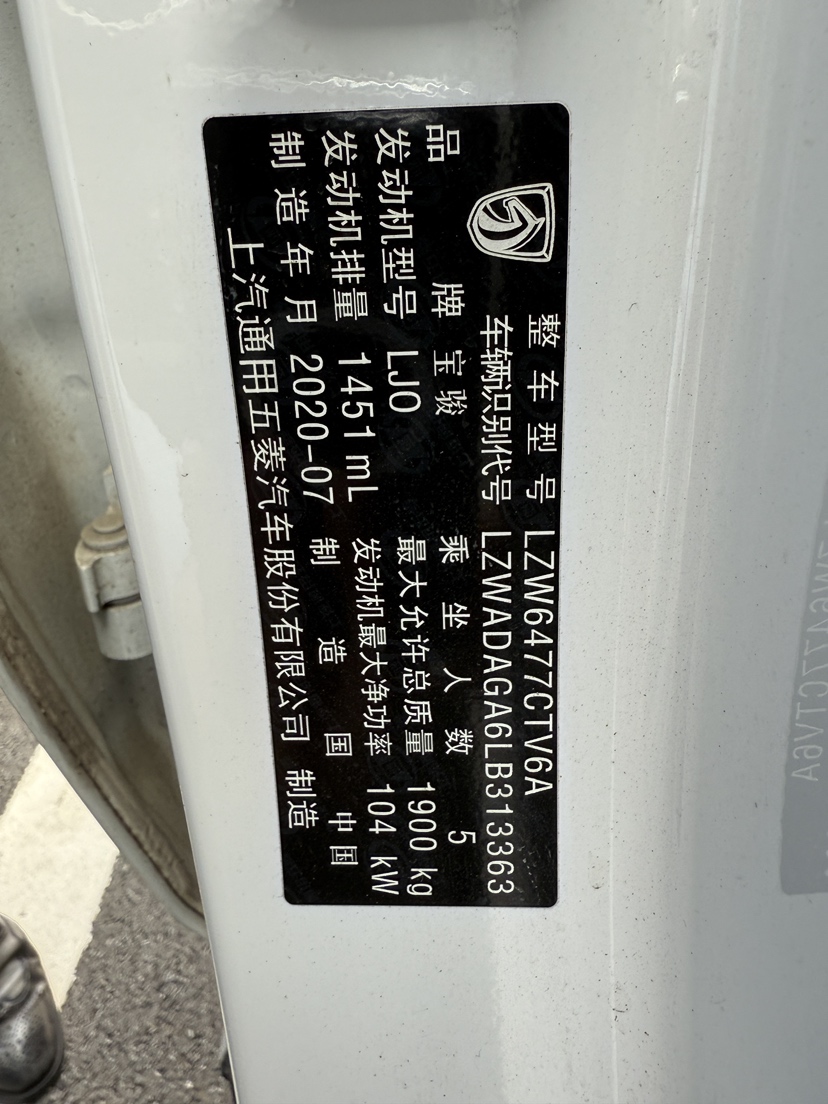 整车型号 LZW6477CTV6A
车辆识别代号 LZWADAGA6LB313363
品牌 宝骏 乘坐人数 5
发动机型号 LJO 最大允许总质量 1900 kg
发动机排量 1451 mL 发动机最大净功率 104 kW
制造年月 2020-07 制造国 中国
上汽通用五菱汽车股份有限公司 制造